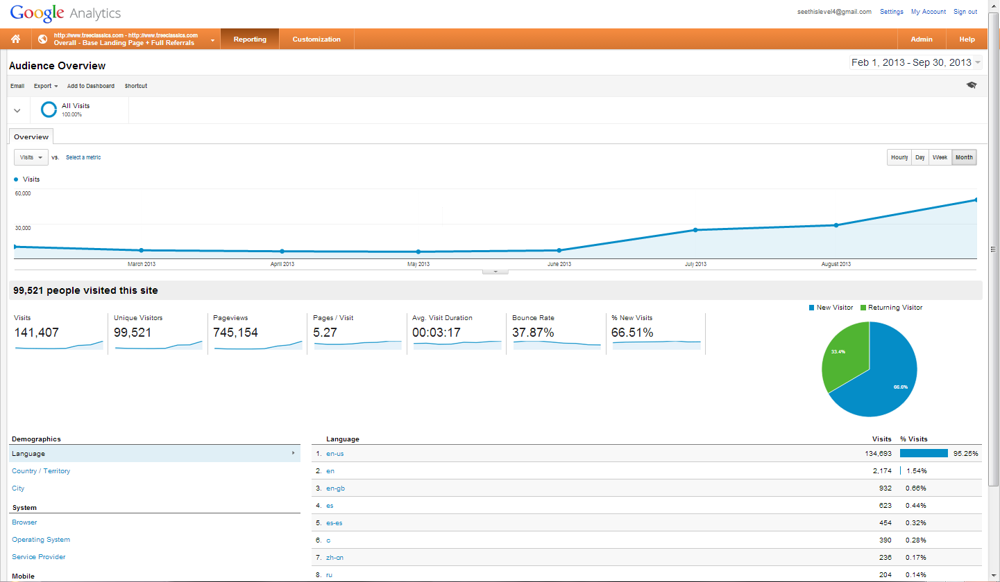 Google Analytics
seethislevel4@gmail.com Settings My Account Sign out
http://www.treeclassics.com - http://www.treeclassics.com
Overall - Base Landing Page + Full Referrals
Reporting Customization Admin Help
Audience Overview
Feb 1, 2013 - Sep 30, 2013
Email Export Add to Dashboard Shortcut
All Visits
100.00%
Overview
Visits vs. Select a metric
Hourly Day Week Month
Visits
60,000
30,000
March 2013 April 2013 May 2013 June 2013 July 2013 August 2013
99,521 people visited this site
New Visitor Returning Visitor
Visits Unique Visitors Pageviews Pages / Visit Avg. Visit Duration Bounce Rate % New Visits
141,407 99,521 745,154 5.27 00:03:17 37.87% 66.51%
33.4%
66.6%
Demographics
Language
Country / Territory
City
System
Browser
Operating System
Service Provider
Mobile
Language Visits % Visits
1. en-us 134,693 95.25%
2. en 2,174 1.54%
3. en-gb 932 0.66%
4. es 623 0.44%
5. es-es 454 0.32%
6. c 390 0.28%
7. zh-cn 236 0.17%
8. ru 204 0.14%